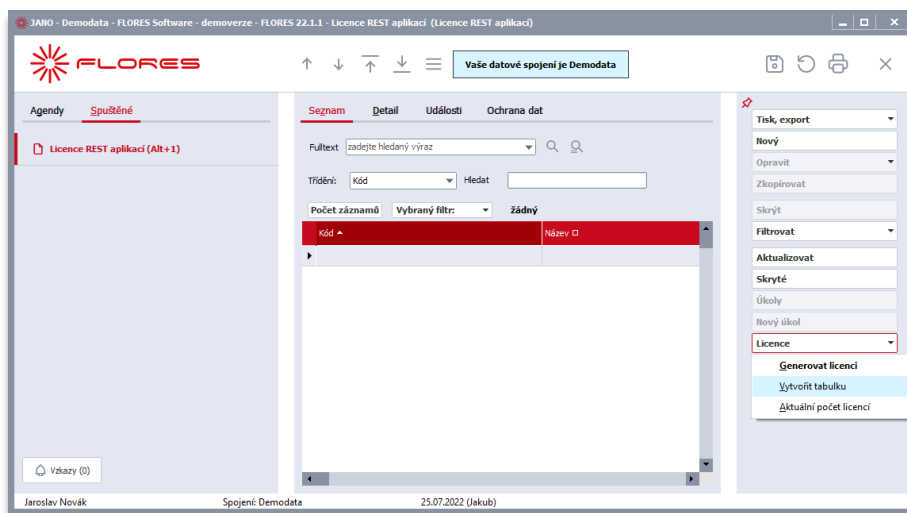 JANO - Demodata - FLORES Software - demoverze - FLORES 22.1.1 - Licence REST aplikací (Licence REST aplikací)
FLORES
Vaše datové spojení je Demodata
Agendy
Spuštěné
Licence REST aplikací (Alt+1)
Seznam
Detail
Události
Ochrana dat
Fulltext
zadejte hledaný výraz
Třídění:
Kód
Hledat
Počet záznamů
Vybraný filtr:
žádný
Kód
Název
Tisk, export
Nový
Opravit
Zkopírovat
Skrýt
Filtrovat
Aktualizovat
Skryté
Úkoly
Nový úkol
Licence
Generovat licenci
Vytvořit tabulku
Aktuální počet licencí
Vzkazy (0)
Jaroslav Novák
Spojení: Demodata
25.07.2022 (Jakub)